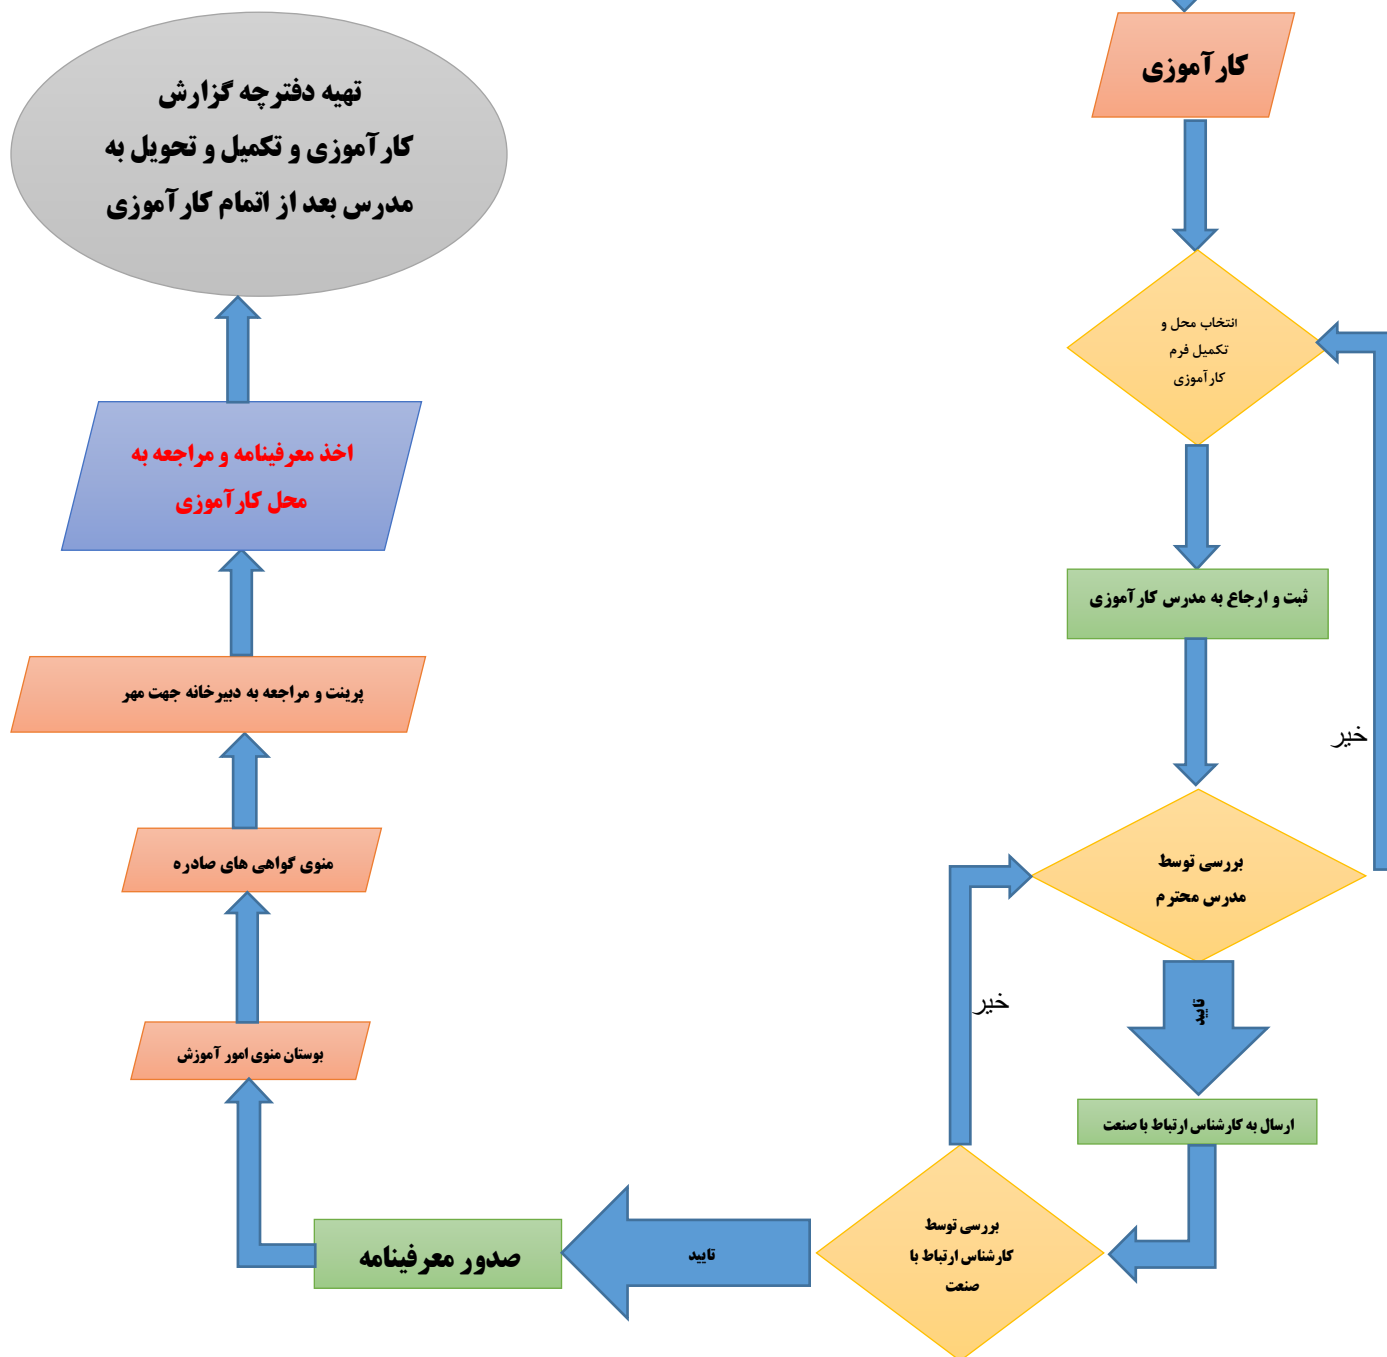 کارآموزی
انتخاب محل و
تکمیل فرم
کارآموزی
ثبت و ارجاع به مدرس کارآموزی
خیر
بررسی توسط
مدرس محترم
تایید
ارسال به کارشناس ارتباط با صنعت
خیر
بررسی توسط
کارشناس ارتباط با
صنعت
تایید
صدور معرفینامه
بوستان منوی امور آموزش
منوی گواهی های صادره
پرینت و مراجعه به دبیرخانه جهت مهر
اخذ معرفینامه و مراجعه به
محل کارآموزی
تهیه دفترچه گزارش
کارآموزی و تکمیل و تحویل به
مدرس بعد از اتمام کارآموزی